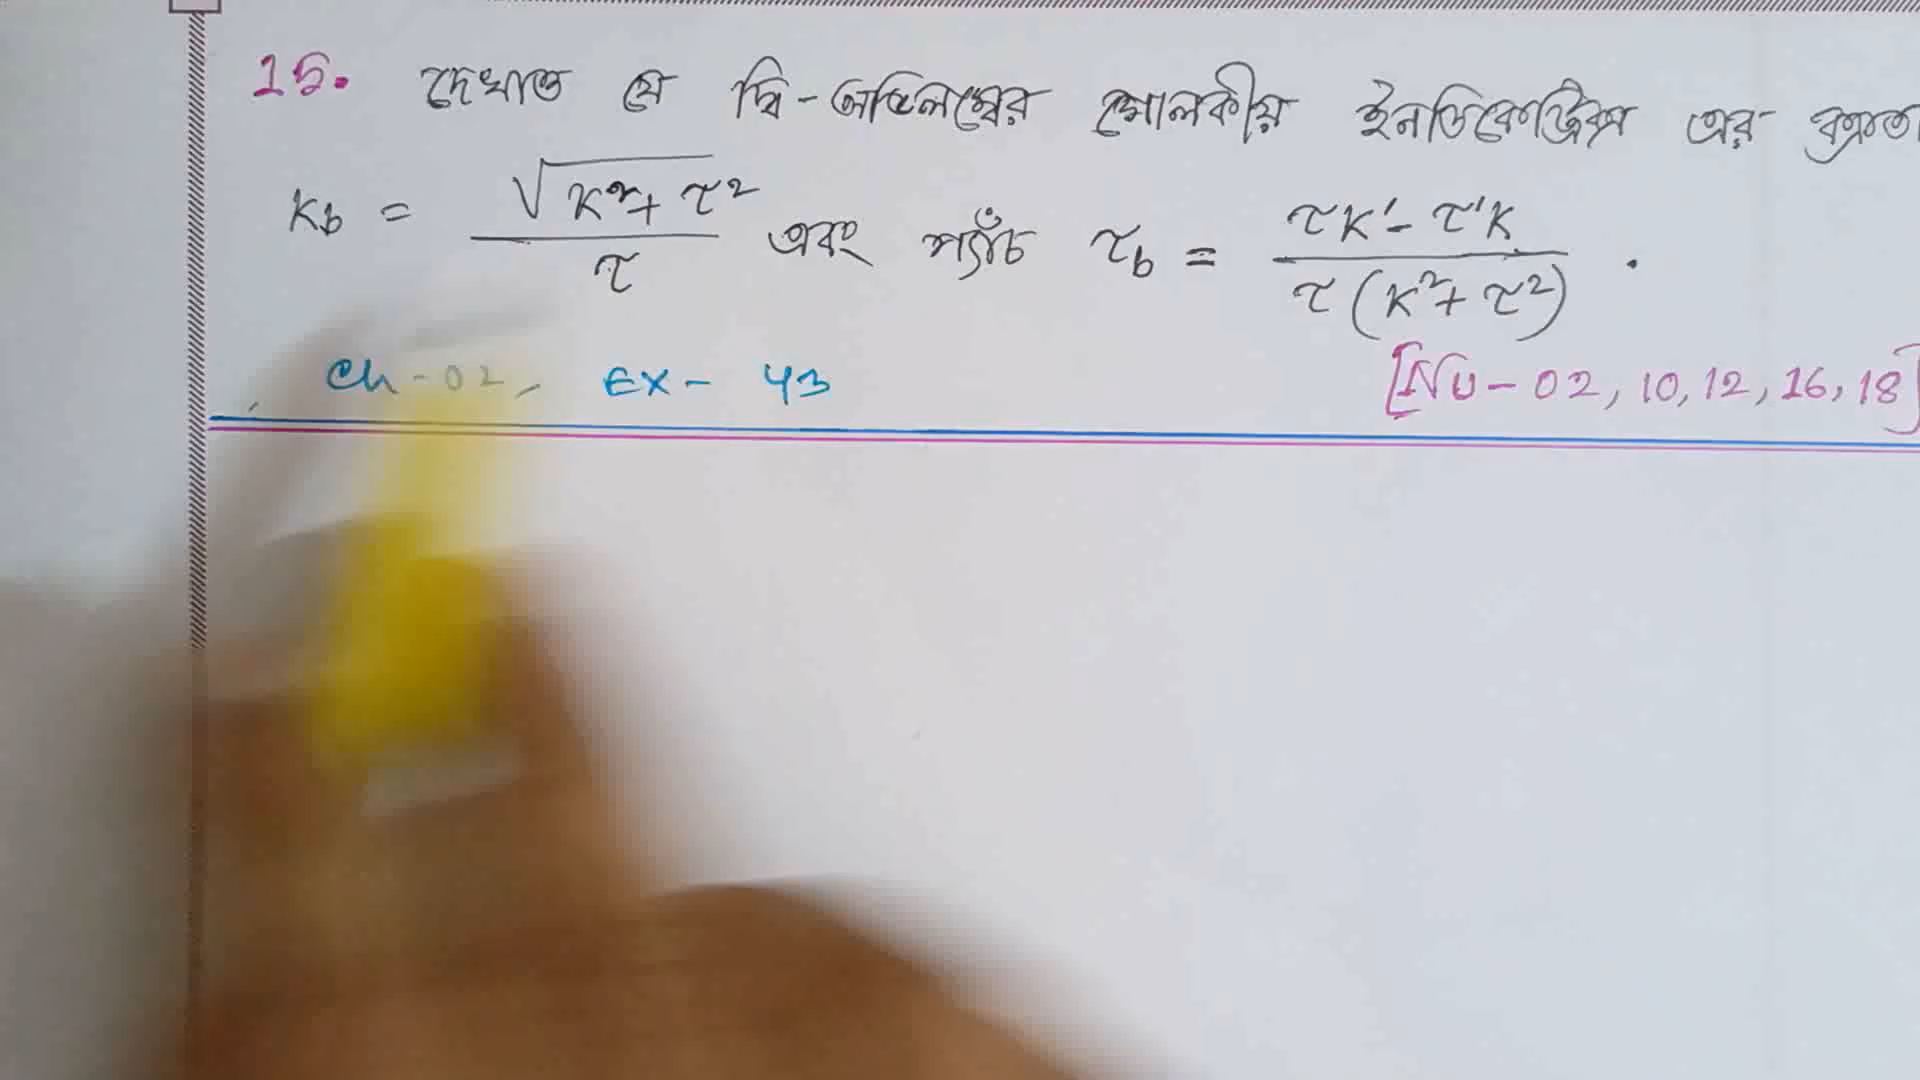 15. দেখাও যে দ্বি-অভিলম্বের গোলকীয় ইনডিকেট্রিক্স এর বক্রতা
κb = √κ²+τ² / τ এবং প্যাঁচ τb = τκ'-τ'κ / τ(κ²+τ²) .
Ch-02, Ex-43 [NU-02,10,12,16,18]